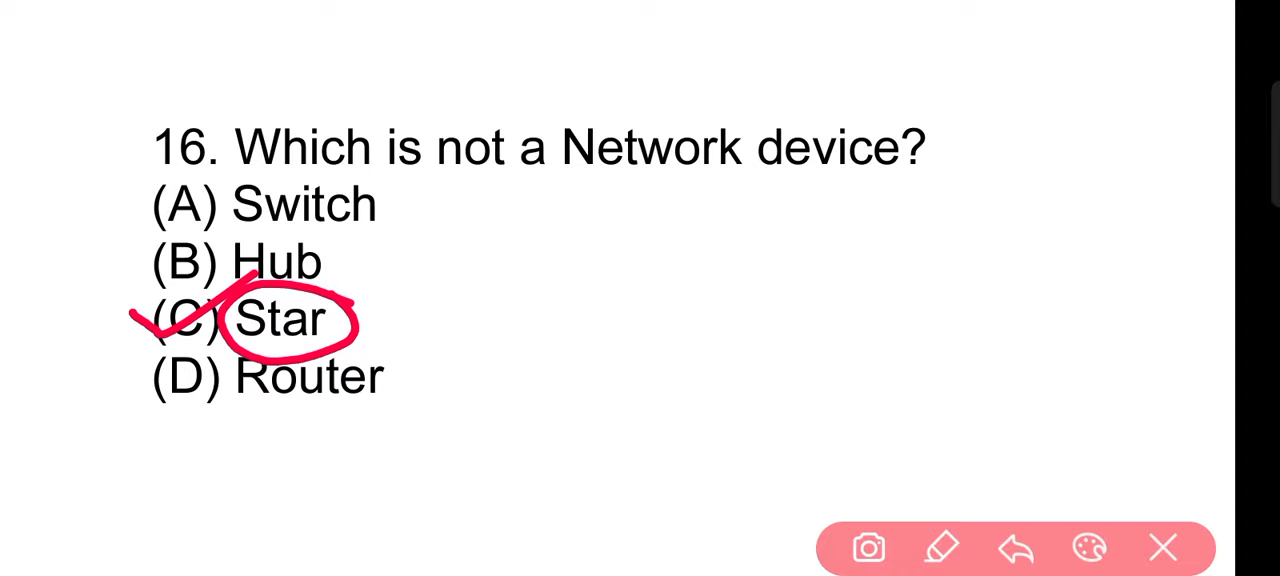 16. Which is not a Network device?
(A) Switch
(B) Hub
(C) Star
(D) Router